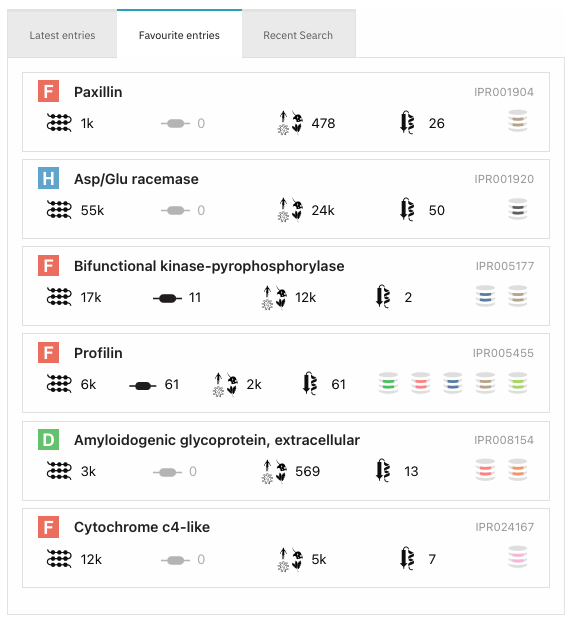 Latest entries Favourite entries Recent Search
F Paxillin IPR001904
1k 0 478 26
H Asp/Glu racemase IPR001920
55k 0 24k 50
F Bifunctional kinase-pyrophosphorylase IPR005177
17k 11 12k 2
F Profilin IPR005455
6k 61 2k 61
D Amyloidogenic glycoprotein, extracellular IPR008154
3k 0 569 13
F Cytochrome c4-like IPR024167
12k 0 5k 7